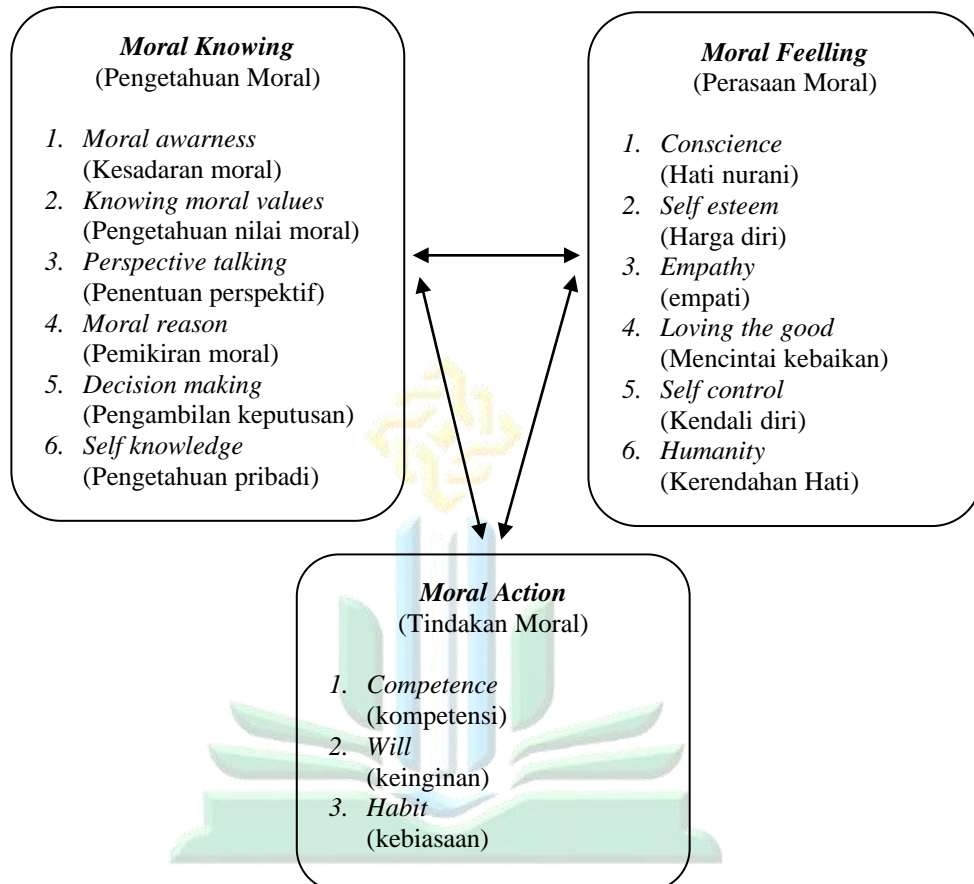 Moral Knowing
(Pengetahuan Moral)
1. Moral awarness
(Kesadaran moral)
2. Knowing moral values
(Pengetahuan nilai moral)
3. Perspective talking
(Penentuan perspektif)
4. Moral reason
(Pemikiran moral)
5. Decision making
(Pengambilan keputusan)
6. Self knowledge
(Pengetahuan pribadi)
Moral Feelling
(Perasaan Moral)
1. Conscience
(Hati nurani)
2. Self esteem
(Harga diri)
3. Empathy
(empati)
4. Loving the good
(Mencintai kebaikan)
5. Self control
(Kendali diri)
6. Humanity
(Kerendahan Hati)
Moral Action
(Tindakan Moral)
1. Competence
(kompetensi)
2. Will
(keinginan)
3. Habit
(kebiasaan)